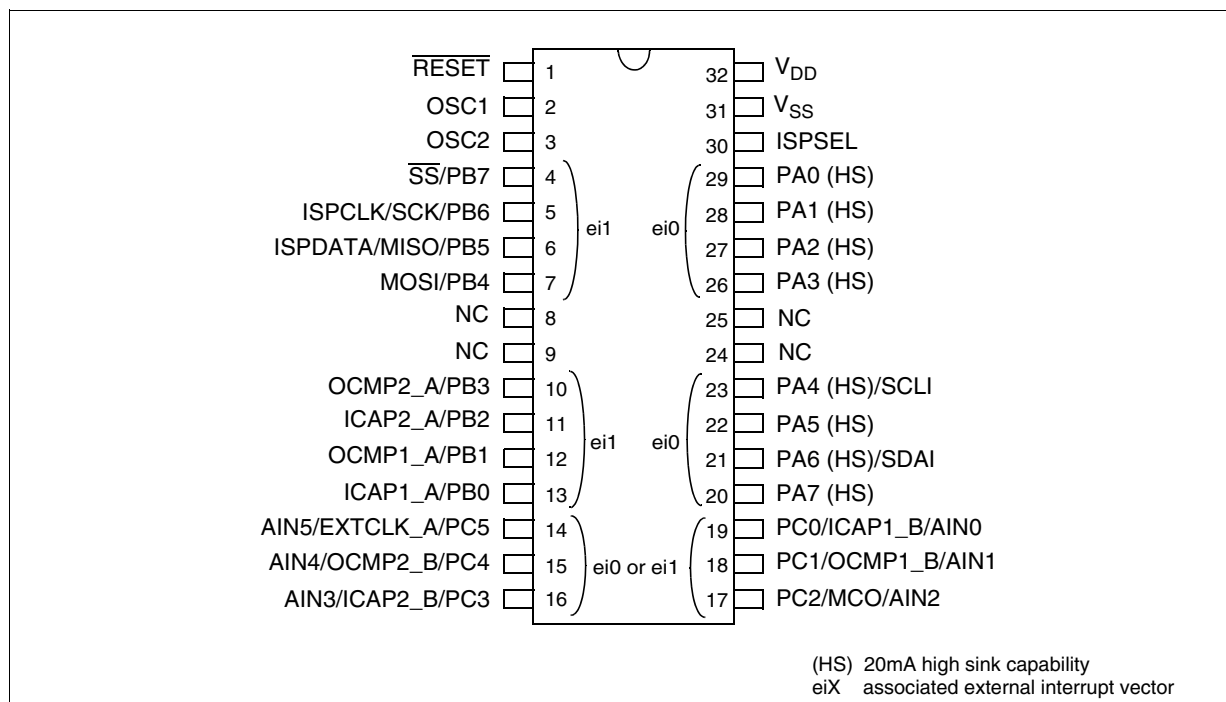 RESET 1 32 VDD
OSC1 2 31 VSS
OSC2 3 30 ISPSEL
SS/PB7 4 29 PA0 (HS)
ISPCLK/SCK/PB6 5 28 PA1 (HS)
ei1 ei0
ISPDATA/MISO/PB5 6 27 PA2 (HS)
MOSI/PB4 7 26 PA3 (HS)
NC 8 25 NC
NC 9 24 NC
OCMP2_A/PB3 10 23 PA4 (HS)/SCLI
ICAP2_A/PB2 11 22 PA5 (HS)
ei1 ei0
OCMP1_A/PB1 12 21 PA6 (HS)/SDAI
ICAP1_A/PB0 13 20 PA7 (HS)
AIN5/EXTCLK_A/PC5 14 19 PC0/ICAP1_B/AIN0
AIN4/OCMP2_B/PC4 15 ei0 or ei1 18 PC1/OCMP1_B/AIN1
AIN3/ICAP2_B/PC3 16 17 PC2/MCO/AIN2
(HS) 20mA high sink capability
eiX associated external interrupt vector